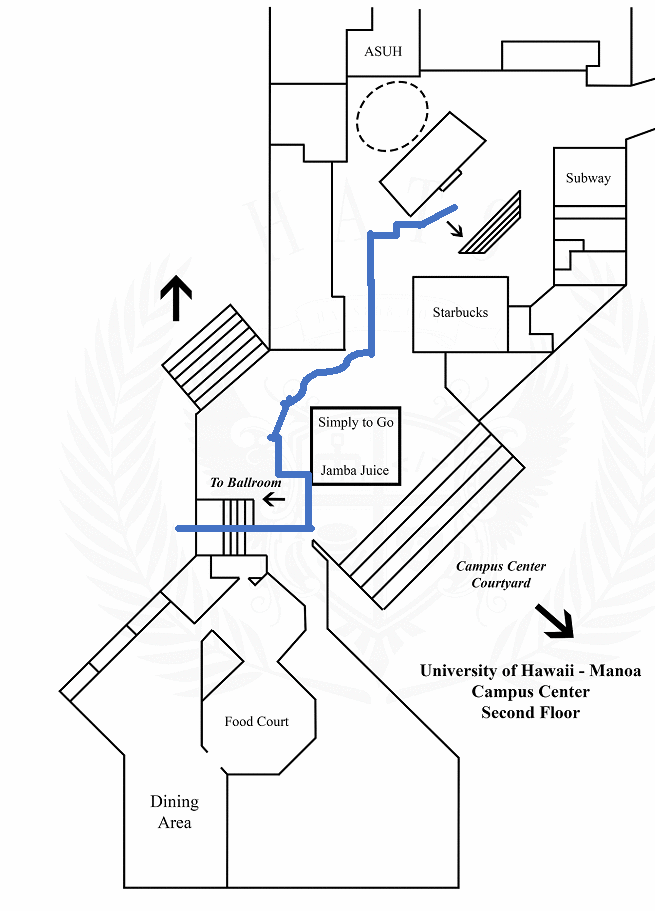 ASUH
Subway
Starbucks
Simply to Go
Jamba Juice
To Ballroom
Campus Center
Courtyard
University of Hawaii - Manoa
Campus Center
Second Floor
Food Court
Dining
Area
H A T